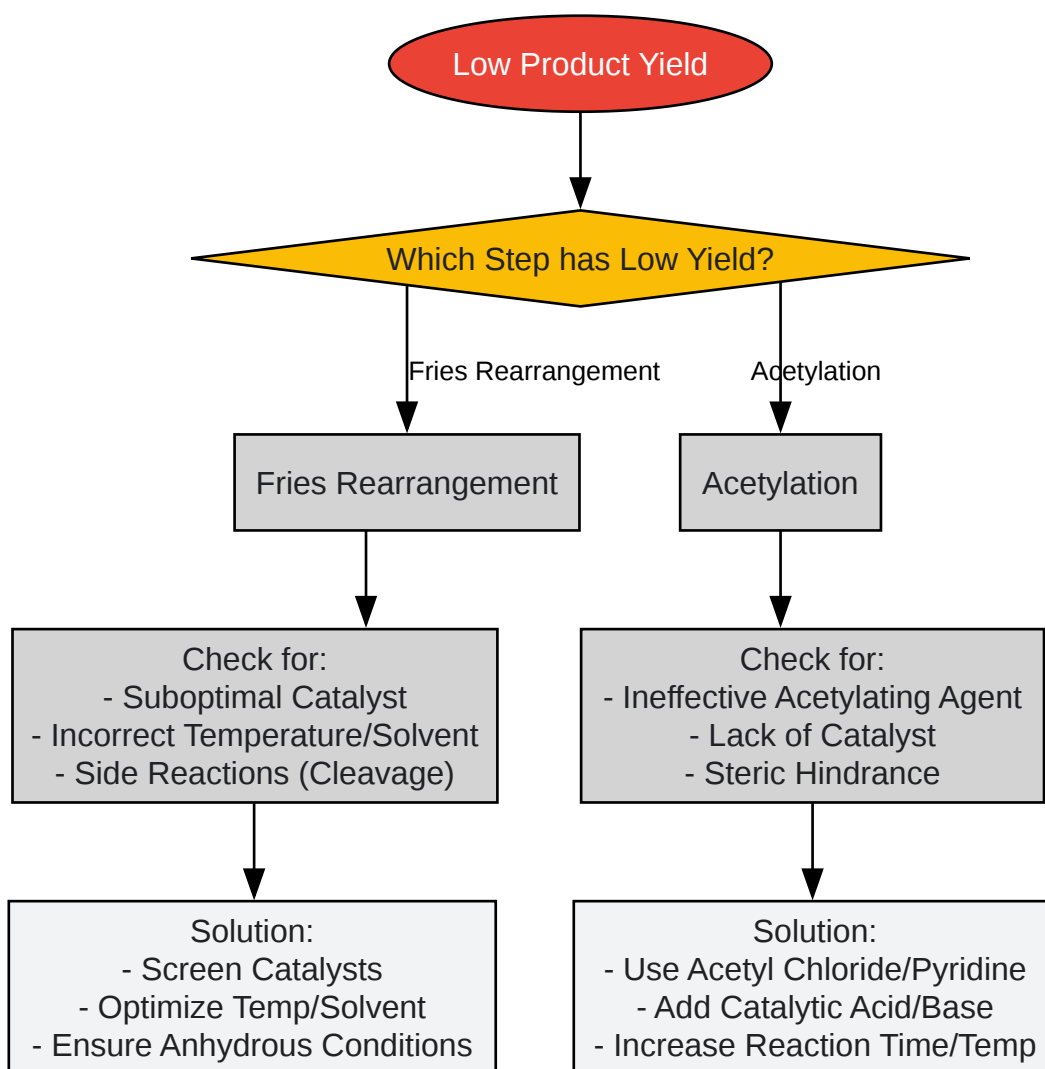 Low Product Yield
Which Step has Low Yield?
Fries Rearrangement
Acetylation
Fries Rearrangement
Acetylation
Check for:
- Suboptimal Catalyst
- Incorrect Temperature/Solvent
- Side Reactions (Cleavage)
Check for:
- Ineffective Acetylating Agent
- Lack of Catalyst
- Steric Hindrance
Solution:
- Screen Catalysts
- Optimize Temp/Solvent
- Ensure Anhydrous Conditions
Solution:
- Use Acetyl Chloride/Pyridine
- Add Catalytic Acid/Base
- Increase Reaction Time/Temp